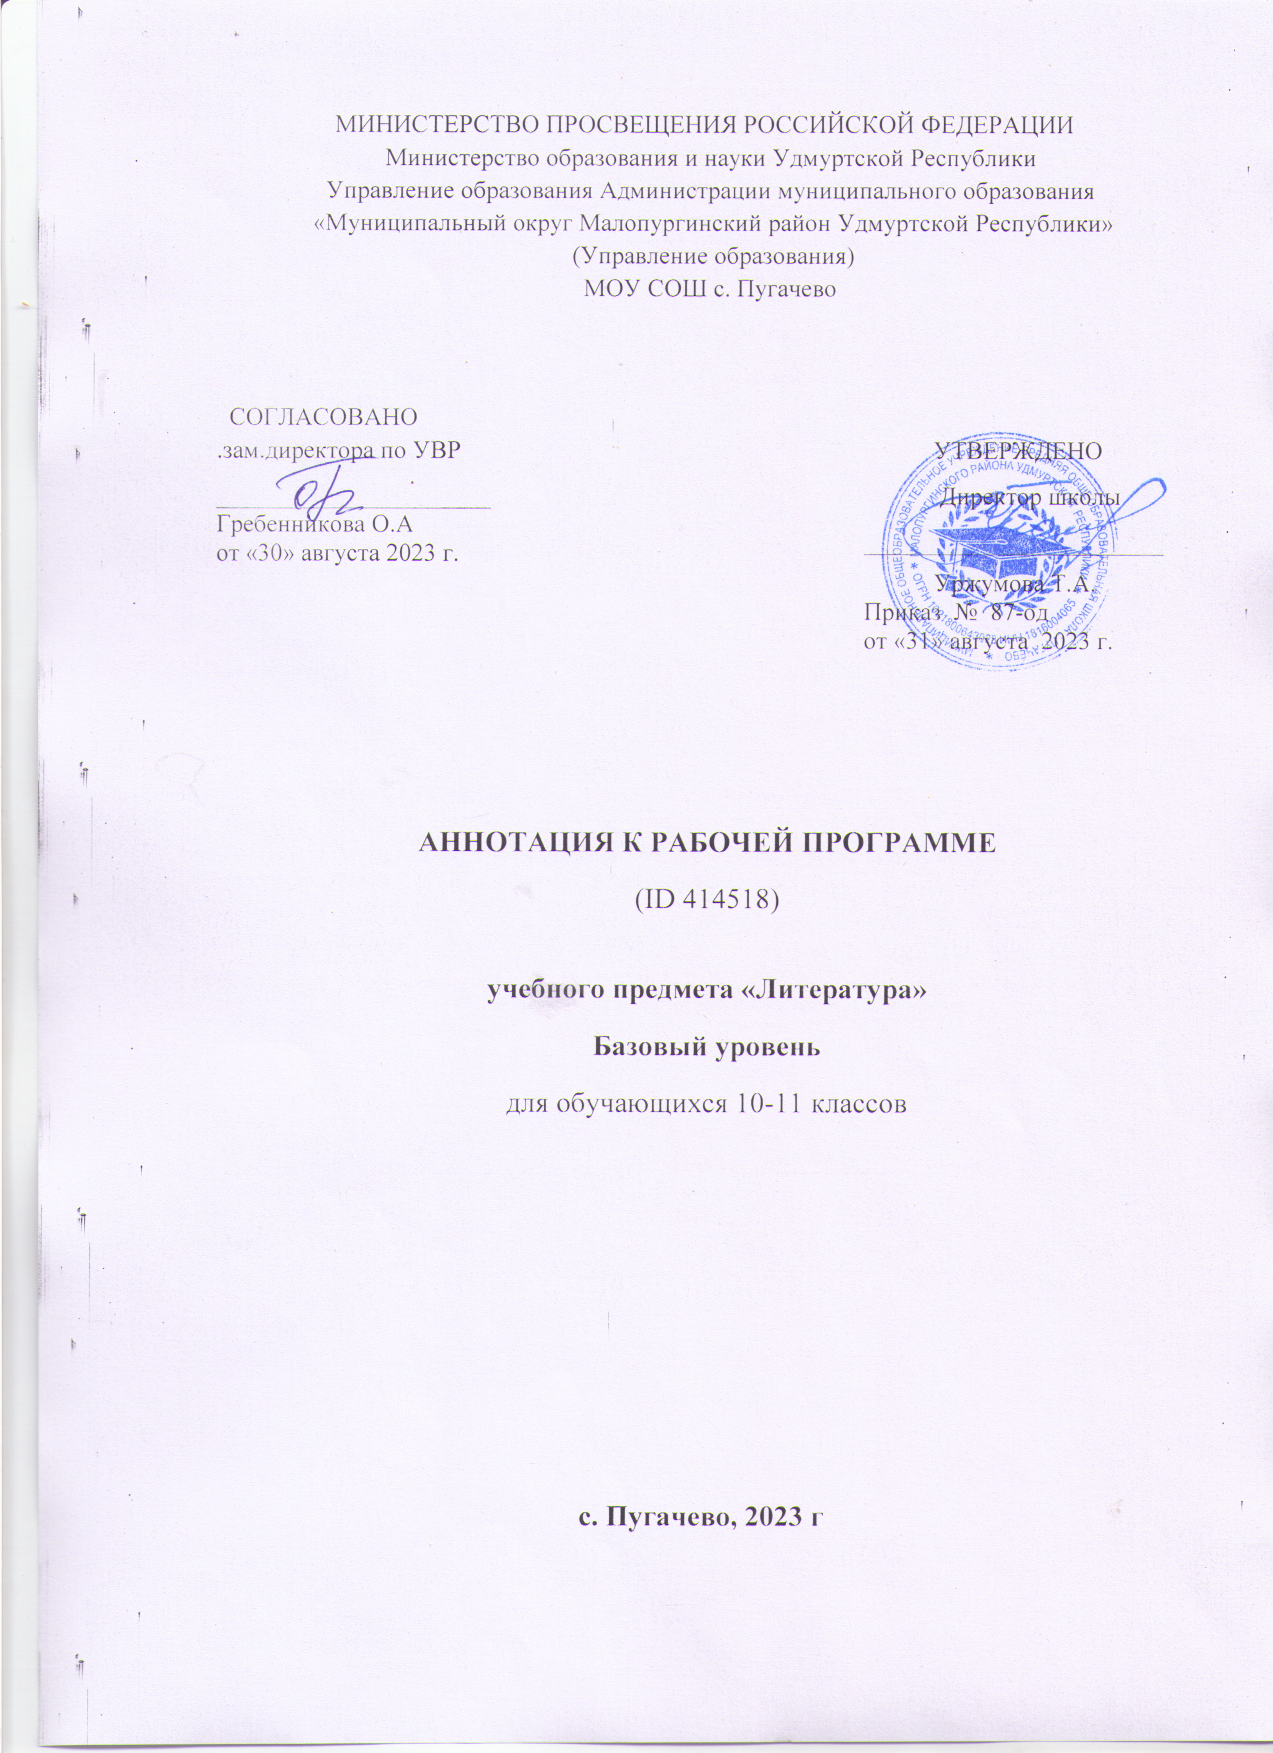 МИНИСТЕРСТВО ПРОСВЕЩЕНИЯ РОССИЙСКОЙ ФЕДЕРАЦИИ
Министерство образования и науки Удмуртской Республики
Управление образования Администрации муниципального образования
«Муниципальный округ Малопургинский район Удмуртской Республики»
(Управление образования)
МОУ СОШ с. Пугачево
СОГЛАСОВАНО
.зам.директора по УВР
Гребенникова О.А
от «30» августа 2023 г.
УТВЕРЖДЕНО
Директор школы
Уржумова Т.А.
Приказ № 87-од
от «31» августа 2023 г.
АННОТАЦИЯ К РАБОЧЕЙ ПРОГРАММЕ
(ID 414518)
учебного предмета «Литература»
Базовый уровень
для обучающихся 10-11 классов
с. Пугачево, 2023 г